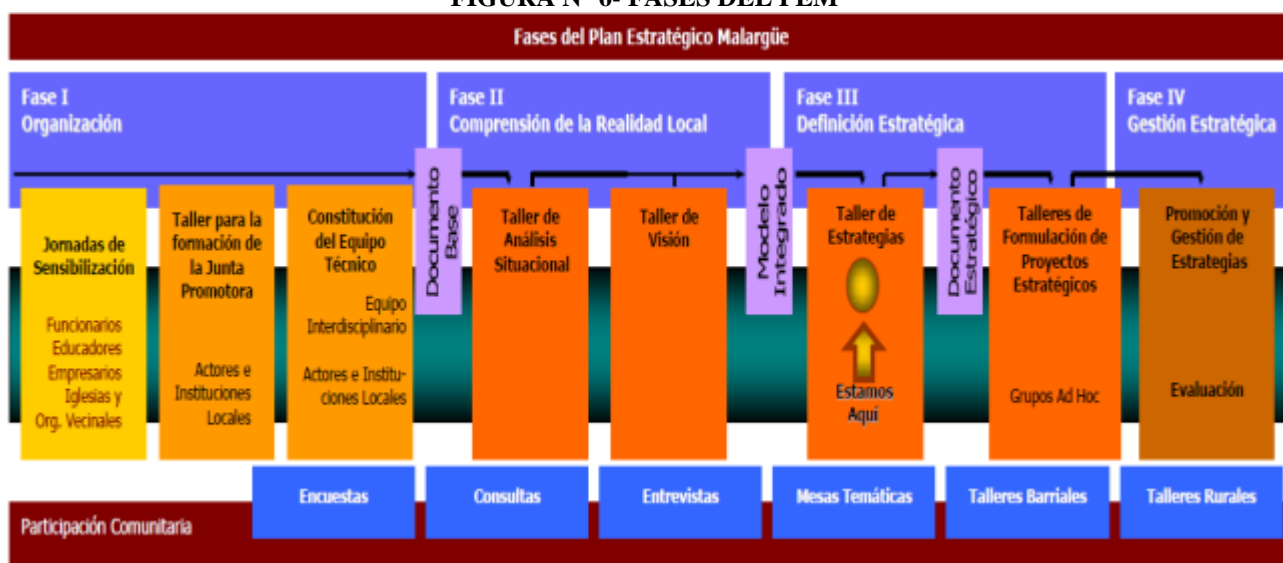 FIGURA N° 6- FASES DEL PEM
Fases del Plan Estratégico Malargüe
Fase I
Organización
Fase II
Comprensión de la Realidad Local
Fase III
Definición Estratégica
Fase IV
Gestión Estratégica
Jornadas de
Sensibilización
Funcionarios
Educadores
Empresarios
Iglesias y
Org. Vecinales
Taller para la
formación de
la Junta
Promotora
Actores e
Instituciones
Locales
Constitución
del Equipo
Técnico
Equipo
Interdisciplinario
Actores e Institu-
ciones Locales
Documento
Base
Taller de
Análisis
Situacional
Taller de
Visión
Modelo
Integrado
Taller de
Estrategias
Estamos
Aquí
Documento
Estratégico
Talleres de
Formulación de
Proyectos
Estratégicos
Grupos Ad Hoc
Promoción y
Gestión de
Estrategias
Evaluación
Encuestas
Consultas
Entrevistas
Mesas Temáticas
Talleres Barriales
Talleres Rurales
Participación Comunitaria